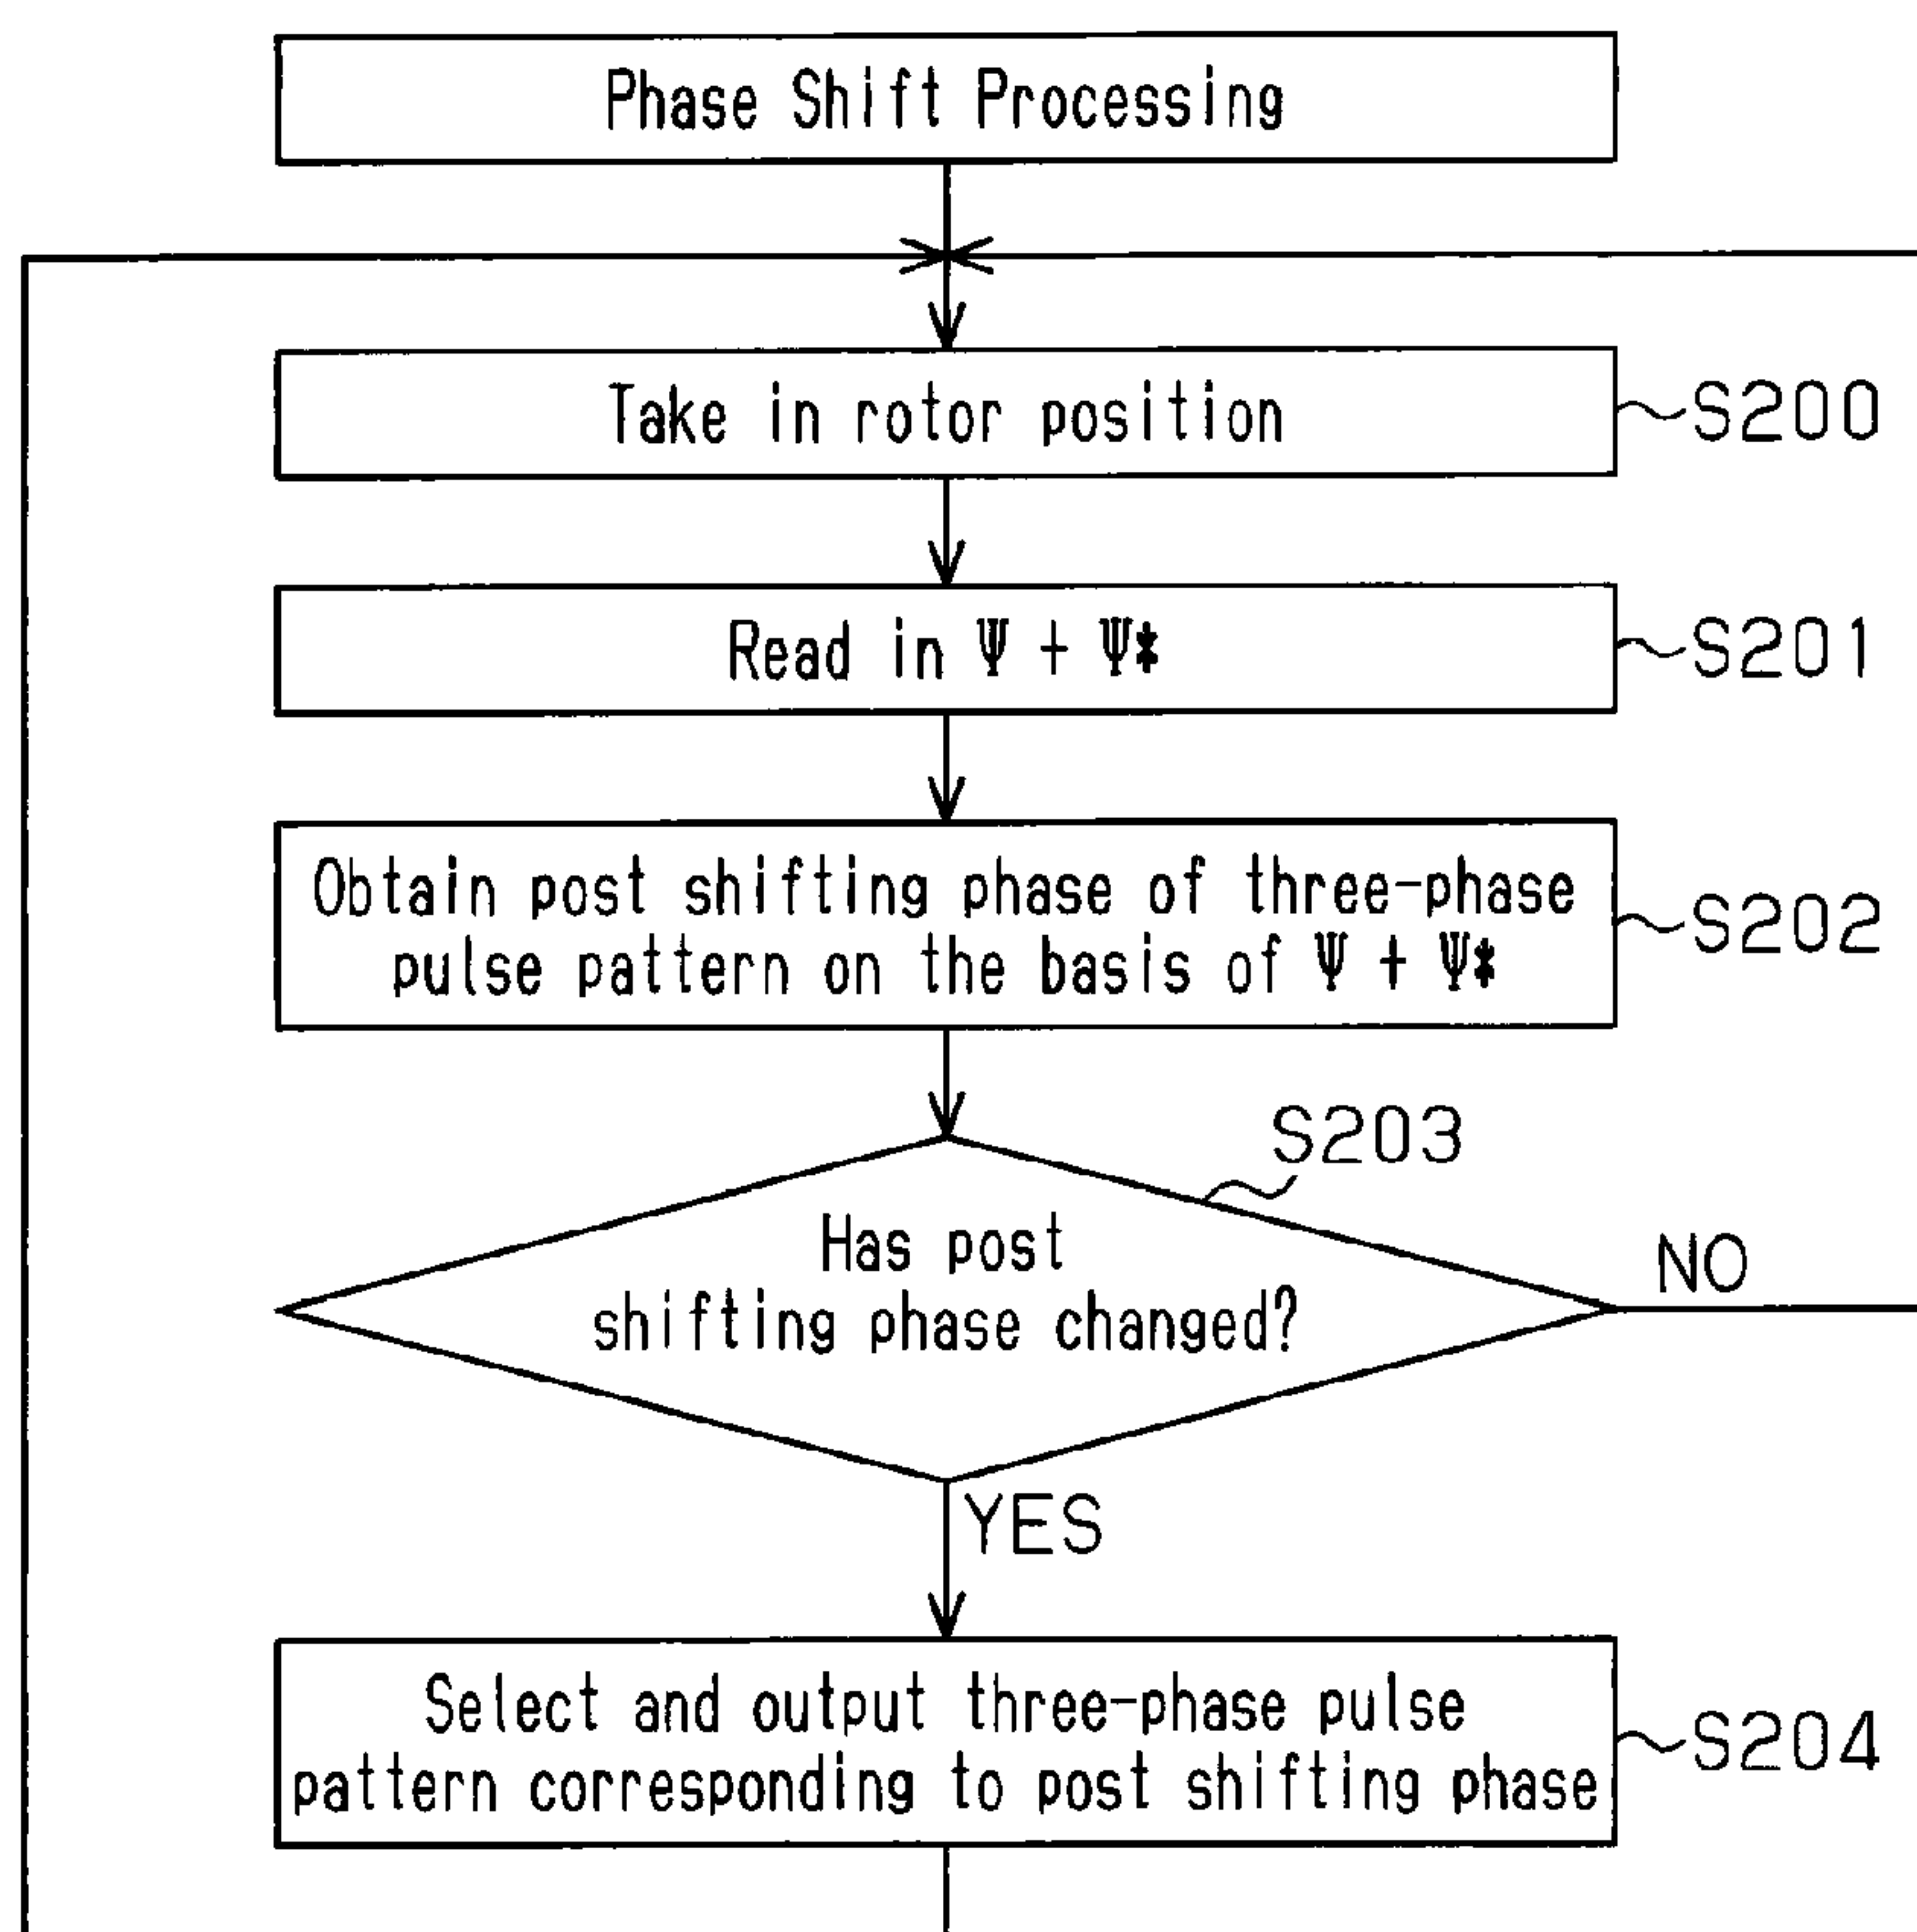 Phase Shift Processing
Take in rotor position
S200
Read in Ψ + Ψ*
S201
Obtain post shifting phase of three-phase
pulse pattern on the basis of Ψ + Ψ*
S202
S203
Has post
shifting phase changed?
NO
YES
Select and output three-phase pulse
pattern corresponding to post shifting phase
S204